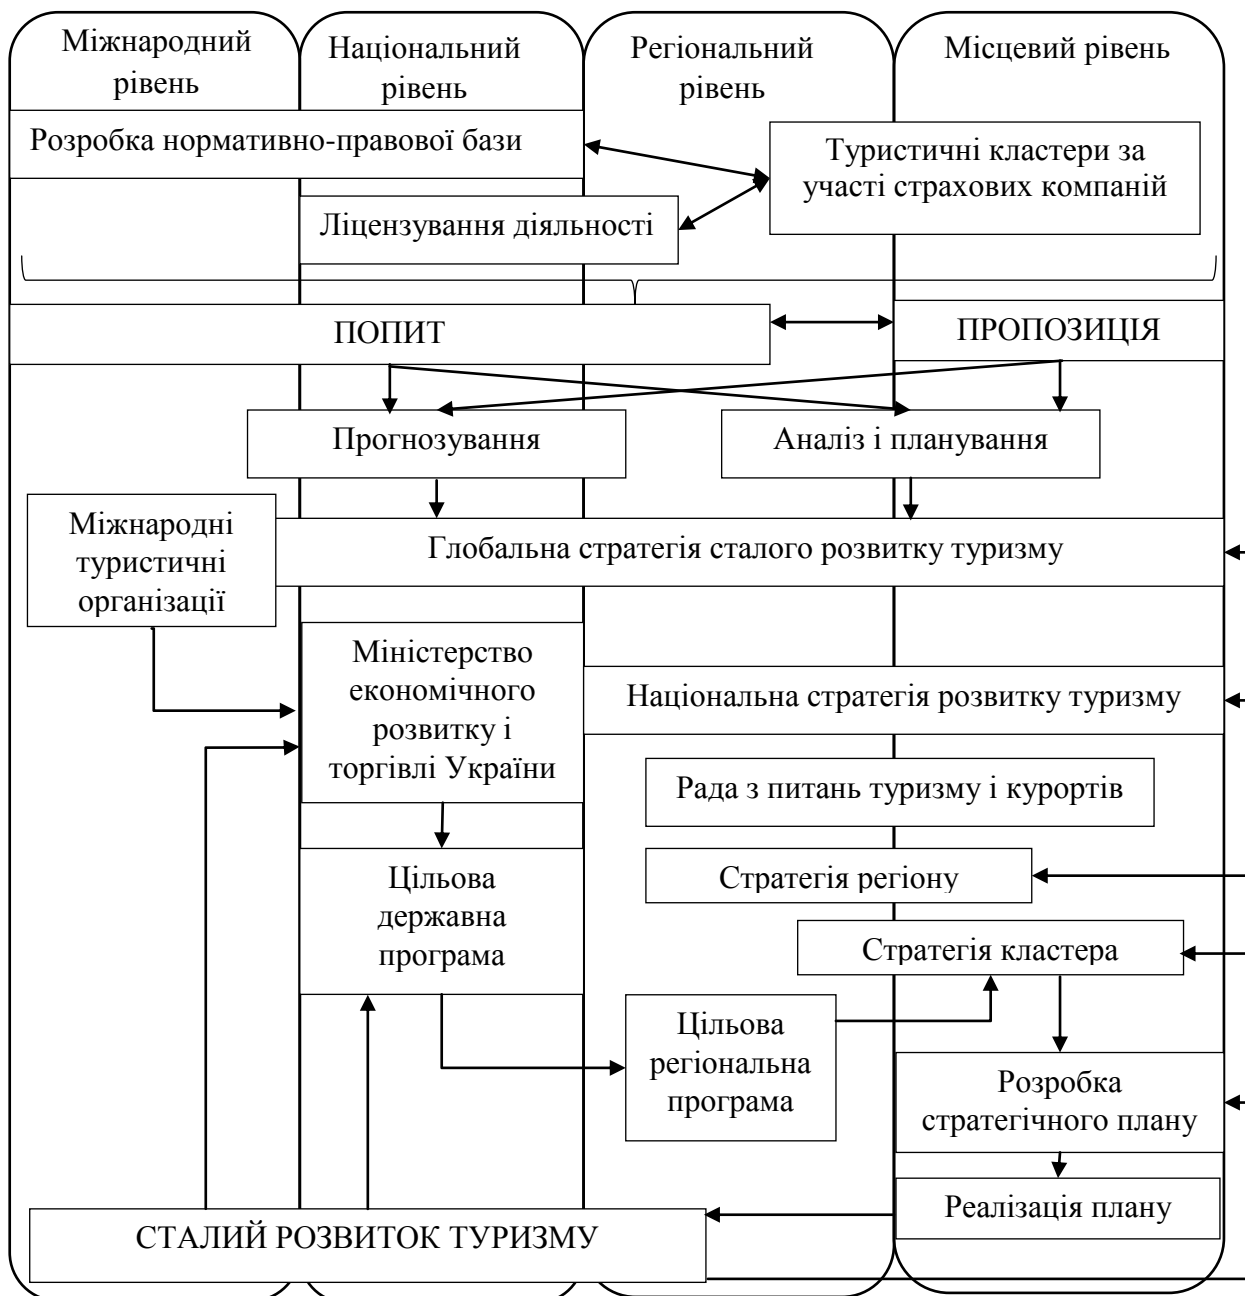 Міжнародний
рівень
Національний
рівень
Регіональний
рівень
Місцевий рівень
Розробка нормативно-правової бази
Туристичні кластери за
участі страхових компаній
Ліцензування діяльності
ПОПИТ
ПРОПОЗИЦІЯ
Прогнозування
Аналіз і планування
Міжнародні
туристичні
організації
Глобальна стратегія сталого розвитку туризму
Міністерство
економічного
розвитку і
торгівлі України
Національна стратегія розвитку туризму
Рада з питань туризму і курортів
Стратегія регіону
Цільова
державна
програма
Стратегія кластера
Цільова
регіональна
програма
Розробка
стратегічного плану
Реалізація плану
СТАЛИЙ РОЗВИТОК ТУРИЗМУ